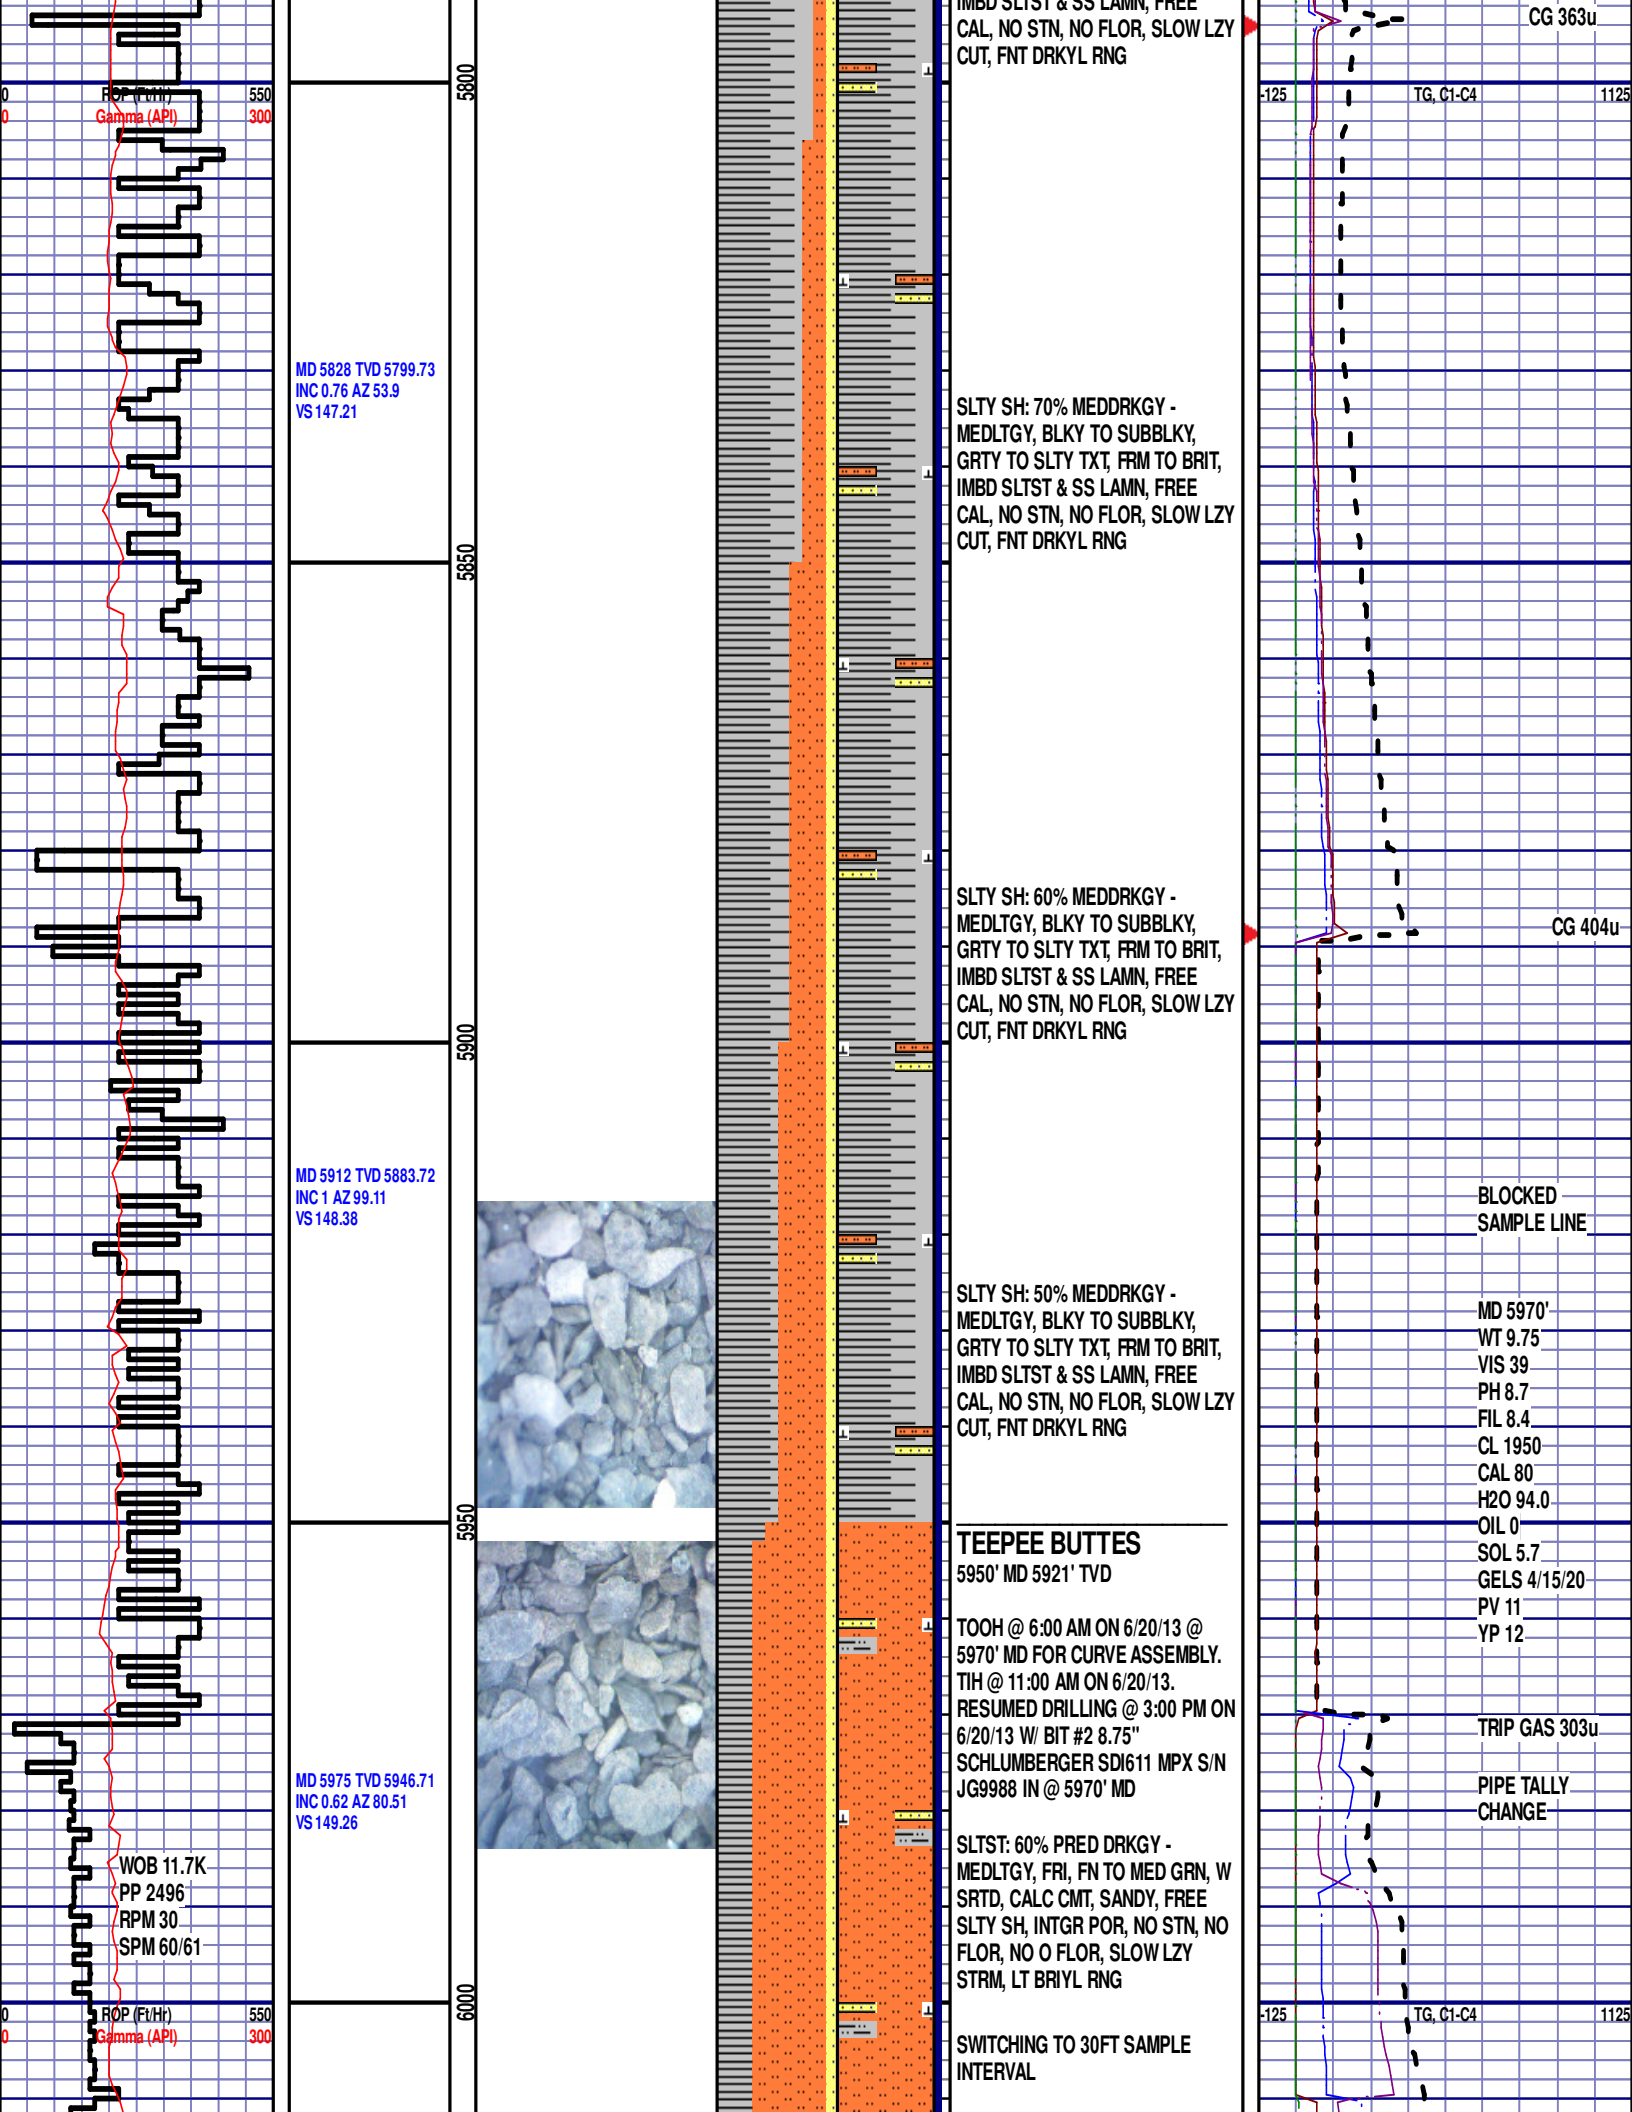 IMBD SLTST & SS LAMN, FREE
CAL, NO STN, NO FLOR, SLOW LZY
CUT, FNT DRKYL RNG
CG 363u
5800
0 ROP (Ft/Hr) 550
0 Gamma (API) 300
-125 TG, C1-C4 1125
MD 5828 TVD 5799.73
INC 0.76 AZ 53.9
VS 147.21
SLTY SH: 70% MEDDRKGY -
MEDLTGY, BLKY TO SUBBLKY,
GRTY TO SLTY TXT, FRM TO BRIT,
IMBD SLTST & SS LAMN, FREE
CAL, NO STN, NO FLOR, SLOW LZY
CUT, FNT DRKYL RNG
5850
SLTY SH: 60% MEDDRKGY -
MEDLTGY, BLKY TO SUBBLKY,
GRTY TO SLTY TXT, FRM TO BRIT,
IMBD SLTST & SS LAMN, FREE
CAL, NO STN, NO FLOR, SLOW LZY
CUT, FNT DRKYL RNG
CG 404u
5900
MD 5912 TVD 5883.72
INC 1 AZ 99.11
VS 148.38
BLOCKED
SAMPLE LINE
SLTY SH: 50% MEDDRKGY -
MEDLTGY, BLKY TO SUBBLKY,
GRTY TO SLTY TXT, FRM TO BRIT,
IMBD SLTST & SS LAMN, FREE
CAL, NO STN, NO FLOR, SLOW LZY
CUT, FNT DRKYL RNG
MD 5970'
WT 9.75
VIS 39
PH 8.7
FIL 8.4
CL 1950
CAL 80
H2O 94.0
OIL 0
SOL 5.7
GELS 4/15/20
PV 11
YP 12
5950
TEEPEE BUTTES
5950' MD 5921' TVD
TOOH @ 6:00 AM ON 6/20/13 @
5970' MD FOR CURVE ASSEMBLY.
TIH @ 11:00 AM ON 6/20/13.
RESUMED DRILLING @ 3:00 PM ON
6/20/13 W/ BIT #2 8.75"
SCHLUMBERGER SDI611 MPX S/N
JG9988 IN @ 5970' MD
TRIP GAS 303u
PIPE TALLY
CHANGE
MD 5975 TVD 5946.71
INC 0.62 AZ 80.51
VS 149.26
WOB 11.7K
PP 2496
RPM 30
SPM 60/61
SLTST: 60% PRED DRKGY -
MEDLTGY, FRI, FN TO MED GRN, W
SRTD, CALC CMT, SANDY, FREE
SLTY SH, INTGR POR, NO STN, NO
FLOR, NO O FLOR, SLOW LZY
STRM, LT BRIYL RNG
6000
0 ROP (Ft/Hr) 550
0 Gamma (API) 300
-125 TG, C1-C4 1125
SWITCHING TO 30FT SAMPLE
INTERVAL